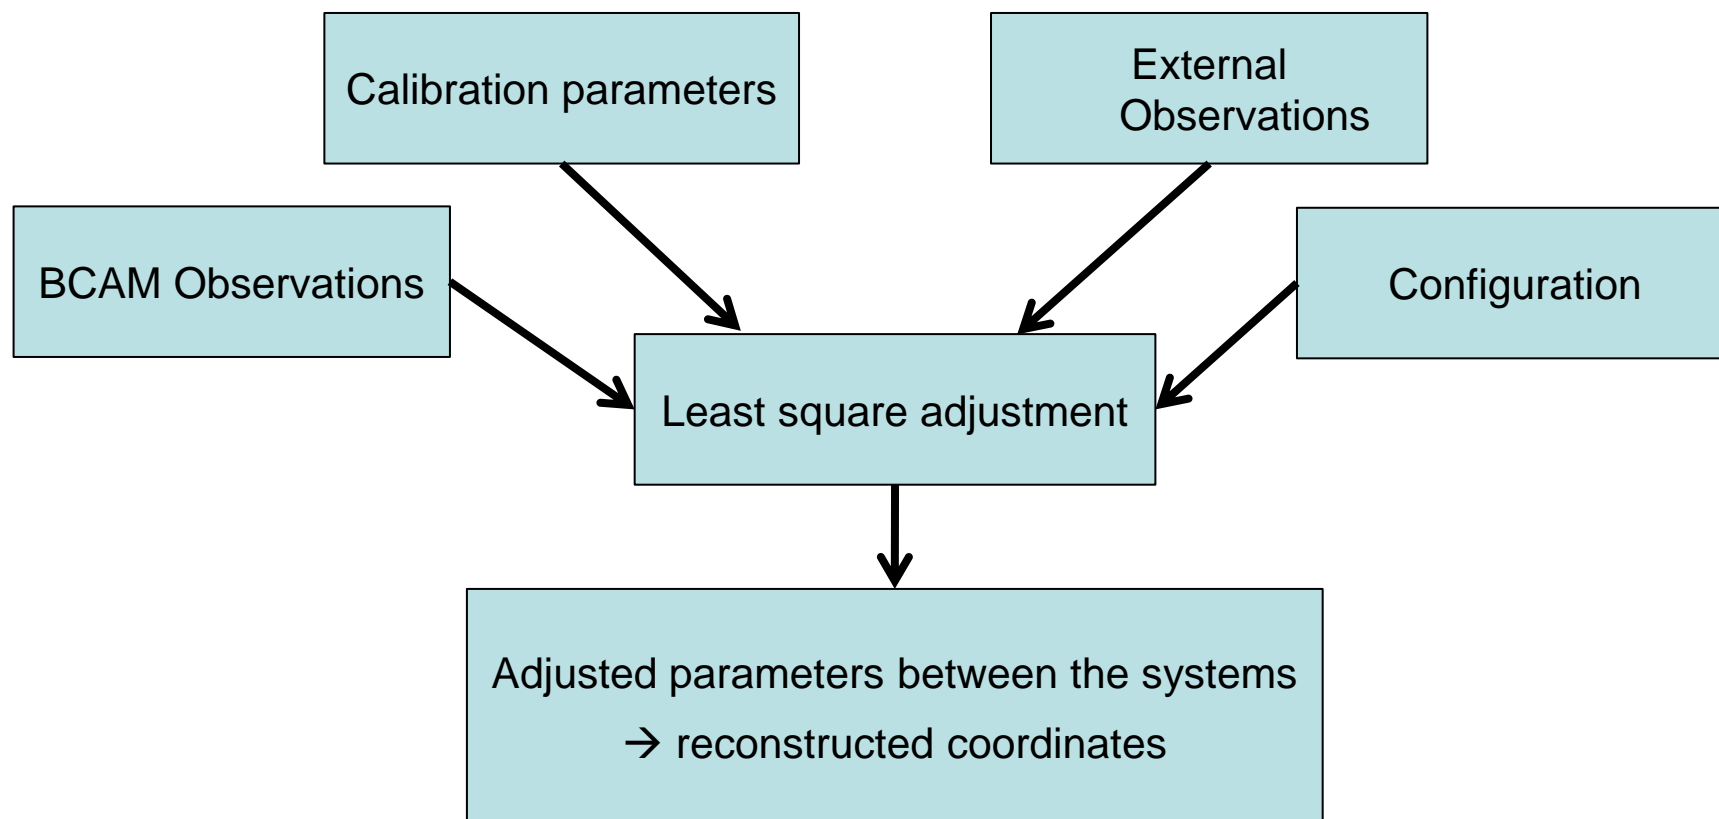 Calibration parameters
External
Observations
BCAM Observations
Configuration
Least square adjustment
Adjusted parameters between the systems
→ reconstructed coordinates